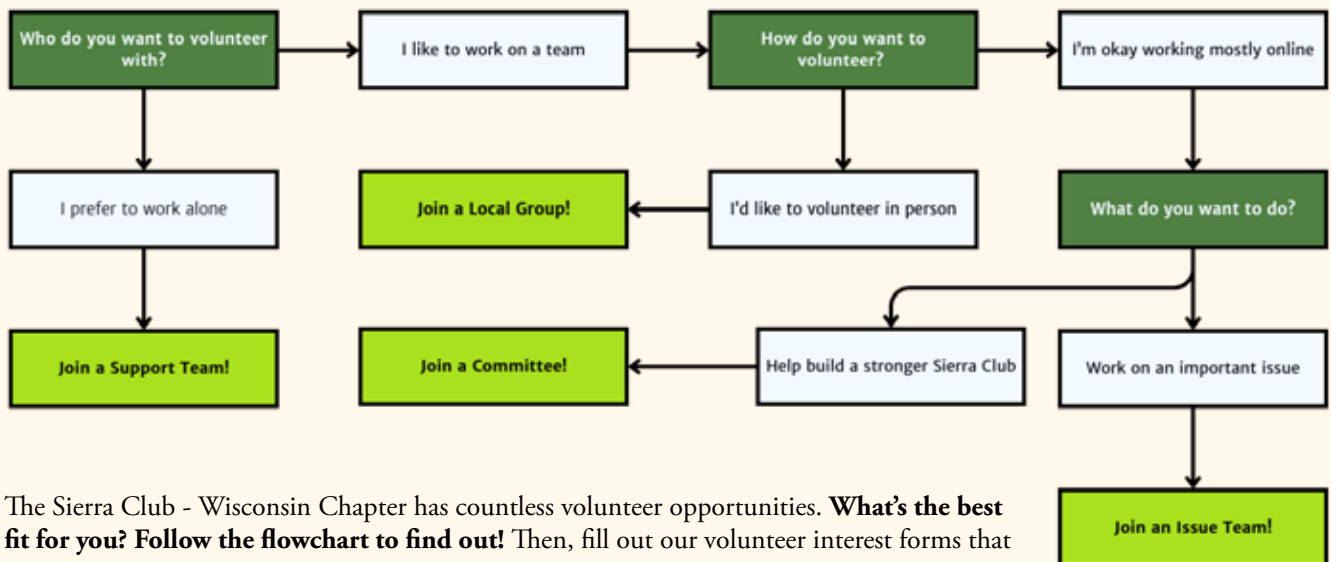 Who do you want to volunteer
with?
I like to work on a team
How do you want to
volunteer?
I'm okay working mostly online
I prefer to work alone
Join a Local Group!
I'd like to volunteer in person
What do you want to do?
Join a Support Team!
Join a Committee!
Help build a stronger Sierra Club
Work on an important issue
The Sierra Club - Wisconsin Chapter has countless volunteer opportunities. What's the best
fit for you? Follow the flowchart to find out! Then, fill out our volunteer interest forms that
Join an Issue Team!